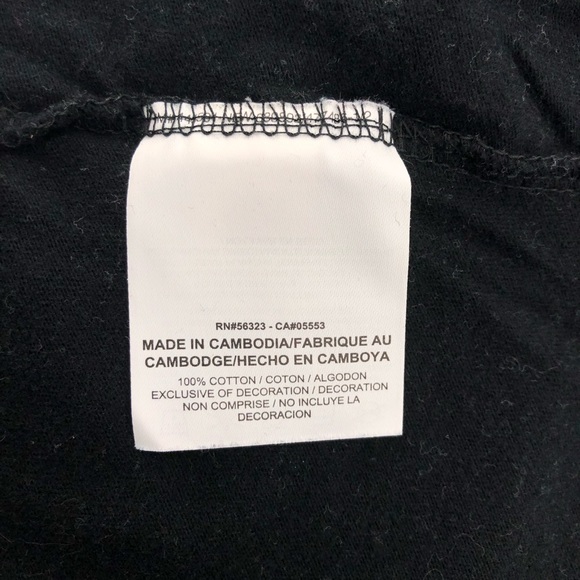 RN#56323 - CA#05553
MADE IN CAMBODIA/FABRIQUE AU
CAMBODGE/HECHO EN CAMBOYA
100% COTTON / COTON / ALGODON
EXCLUSIVE OF DECORATION / DECORATION
NON COMPRISE / NO INCLUYE LA
DECORACION